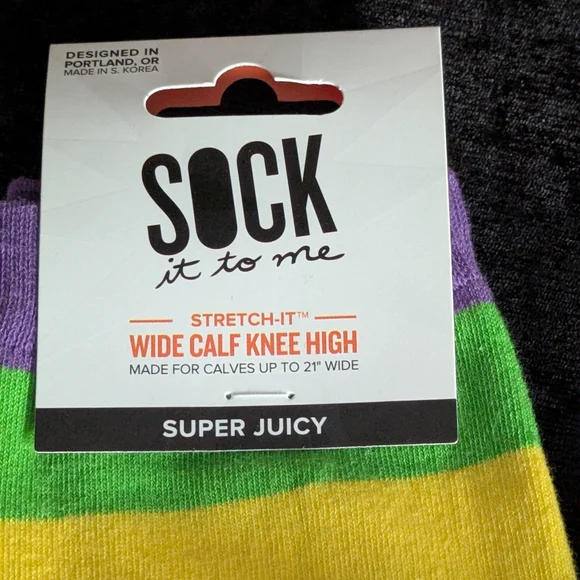 DESIGNED IN
PORTLAND, OR
MADE IN S. KOREA
SOCK
it to me
STRETCH-IT™
WIDE CALF KNEE HIGH
MADE FOR CALVES UP TO 21" WIDE
SUPER JUICY